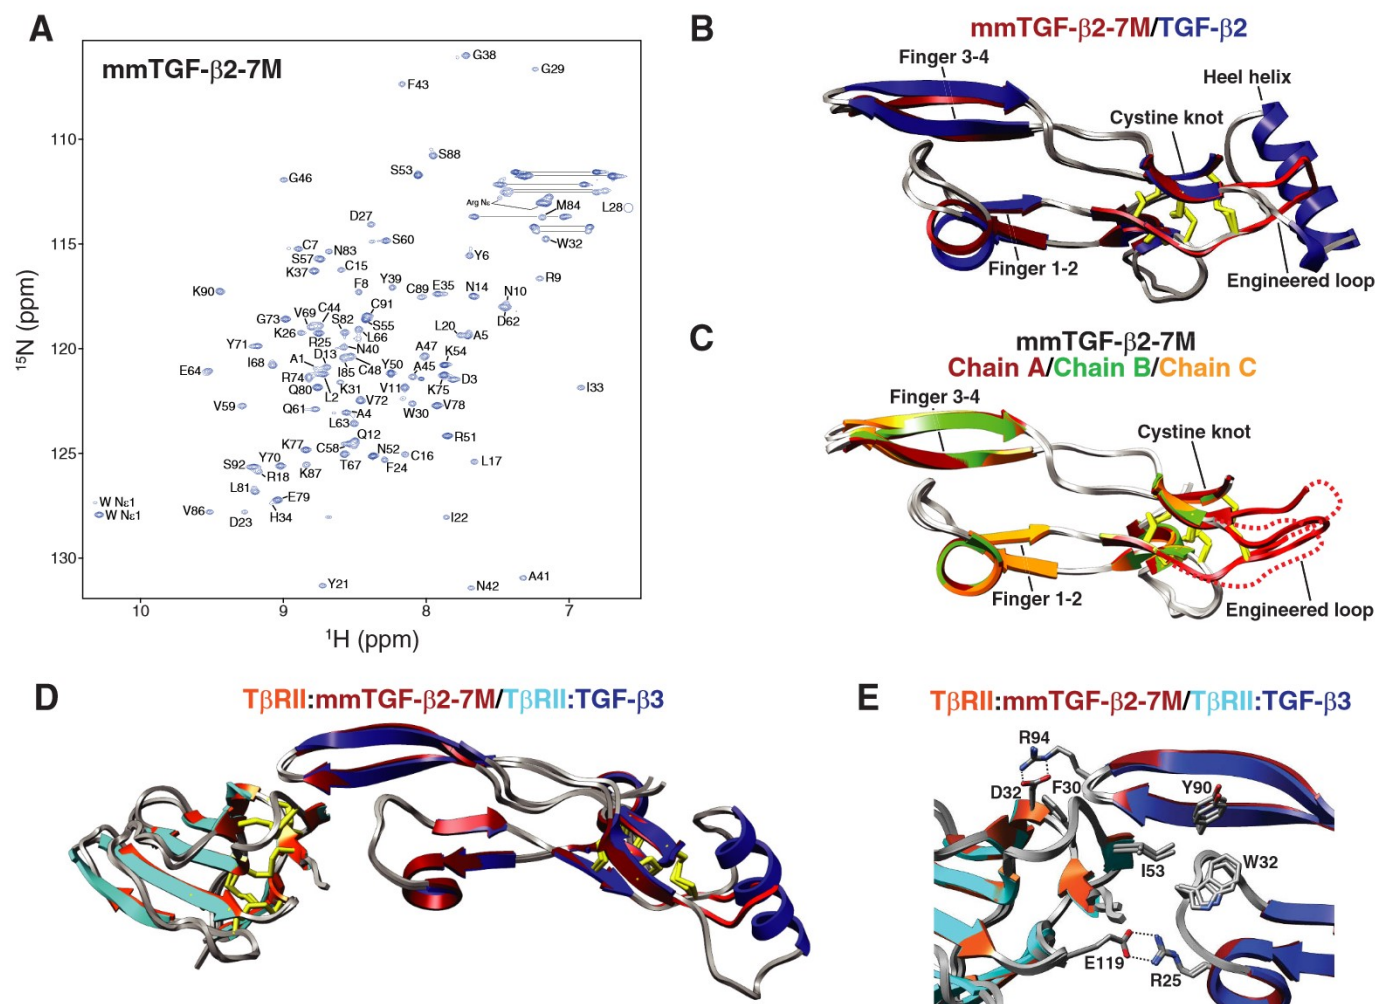 A
mmTGF-β2-7M
G38
G29
F43
110
S88
S53
G46
Arg Nε
M84
L28
D27
115
C7
N83
S60
W32
S57
C15
Y6
K37
R9
F8
Y39
C89
E35
N14
N10
K90
V69
C44
C91
D62
G73
S82
S55
K26
L66
L20
A5
R25
N40
Y71
D13
A47
K54
120
I68
A1
I85
C48
Y50
A45
E64
R74
D3
I33
Q80
L2
K31
V11
K75
V59
V72
W30
V78
Q61
A4
L63
R51
Q12
K77
C58
N52
C16
125
S92
Y70
T67
F24
L17
R18
K87
L81
W Nε1
E79
W Nε1
V86
H34
D23
I22
130
Y21
N42
A41
10
9
8
7
15N (ppm)
1H (ppm)
B
mmTGF-β2-7M/TGF-β2
Finger 3-4
Heel helix
Cystine knot
Finger 1-2
Engineered loop
C
mmTGF-β2-7M
Chain A/Chain B/Chain C
Finger 3-4
Cystine knot
Finger 1-2
Engineered loop
D
TβRII:mmTGF-β2-7M/TβRII:TGF-β3
E
TβRII:mmTGF-β2-7M/TβRII:TGF-β3
R94
D32
F30
Y90
I53
W32
E119
R25